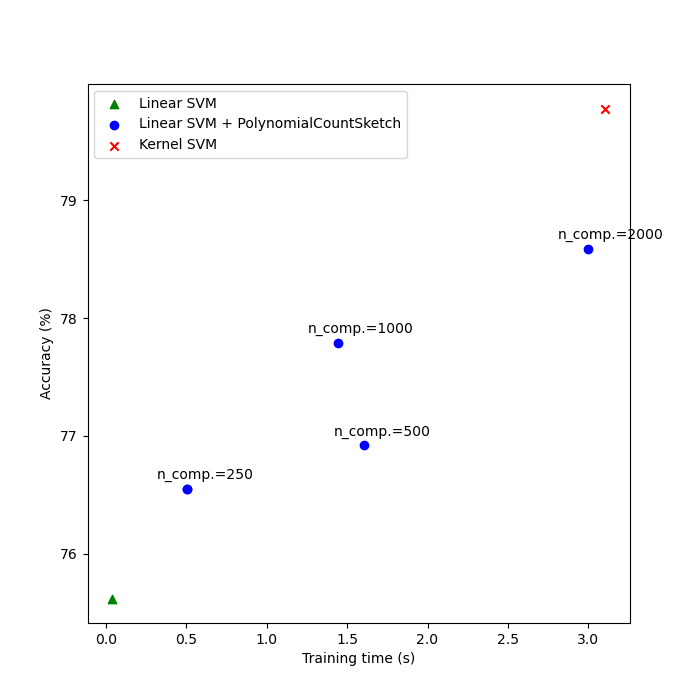 Linear SVM
Linear SVM + PolynomialCountSketch
Kernel SVM
79
n_comp.=2000
78
n_comp.=1000
Accuracy (%)
77
n_comp.=500
n_comp.=250
76
0.0 0.5 1.0 1.5 2.0 2.5 3.0
Training time (s)